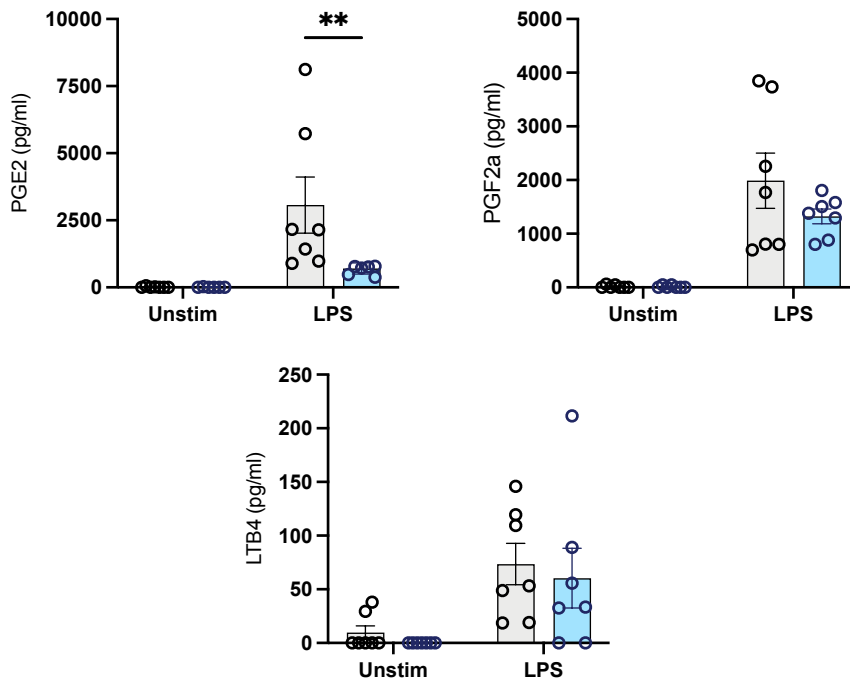 10000
7500
5000
2500
0
PGE2 (pg/ml)
**
Unstim
LPS
5000
4000
3000
2000
1000
0
PGF2a (pg/ml)
Unstim
LPS
250
200
150
100
50
0
LTB4 (pg/ml)
Unstim
LPS